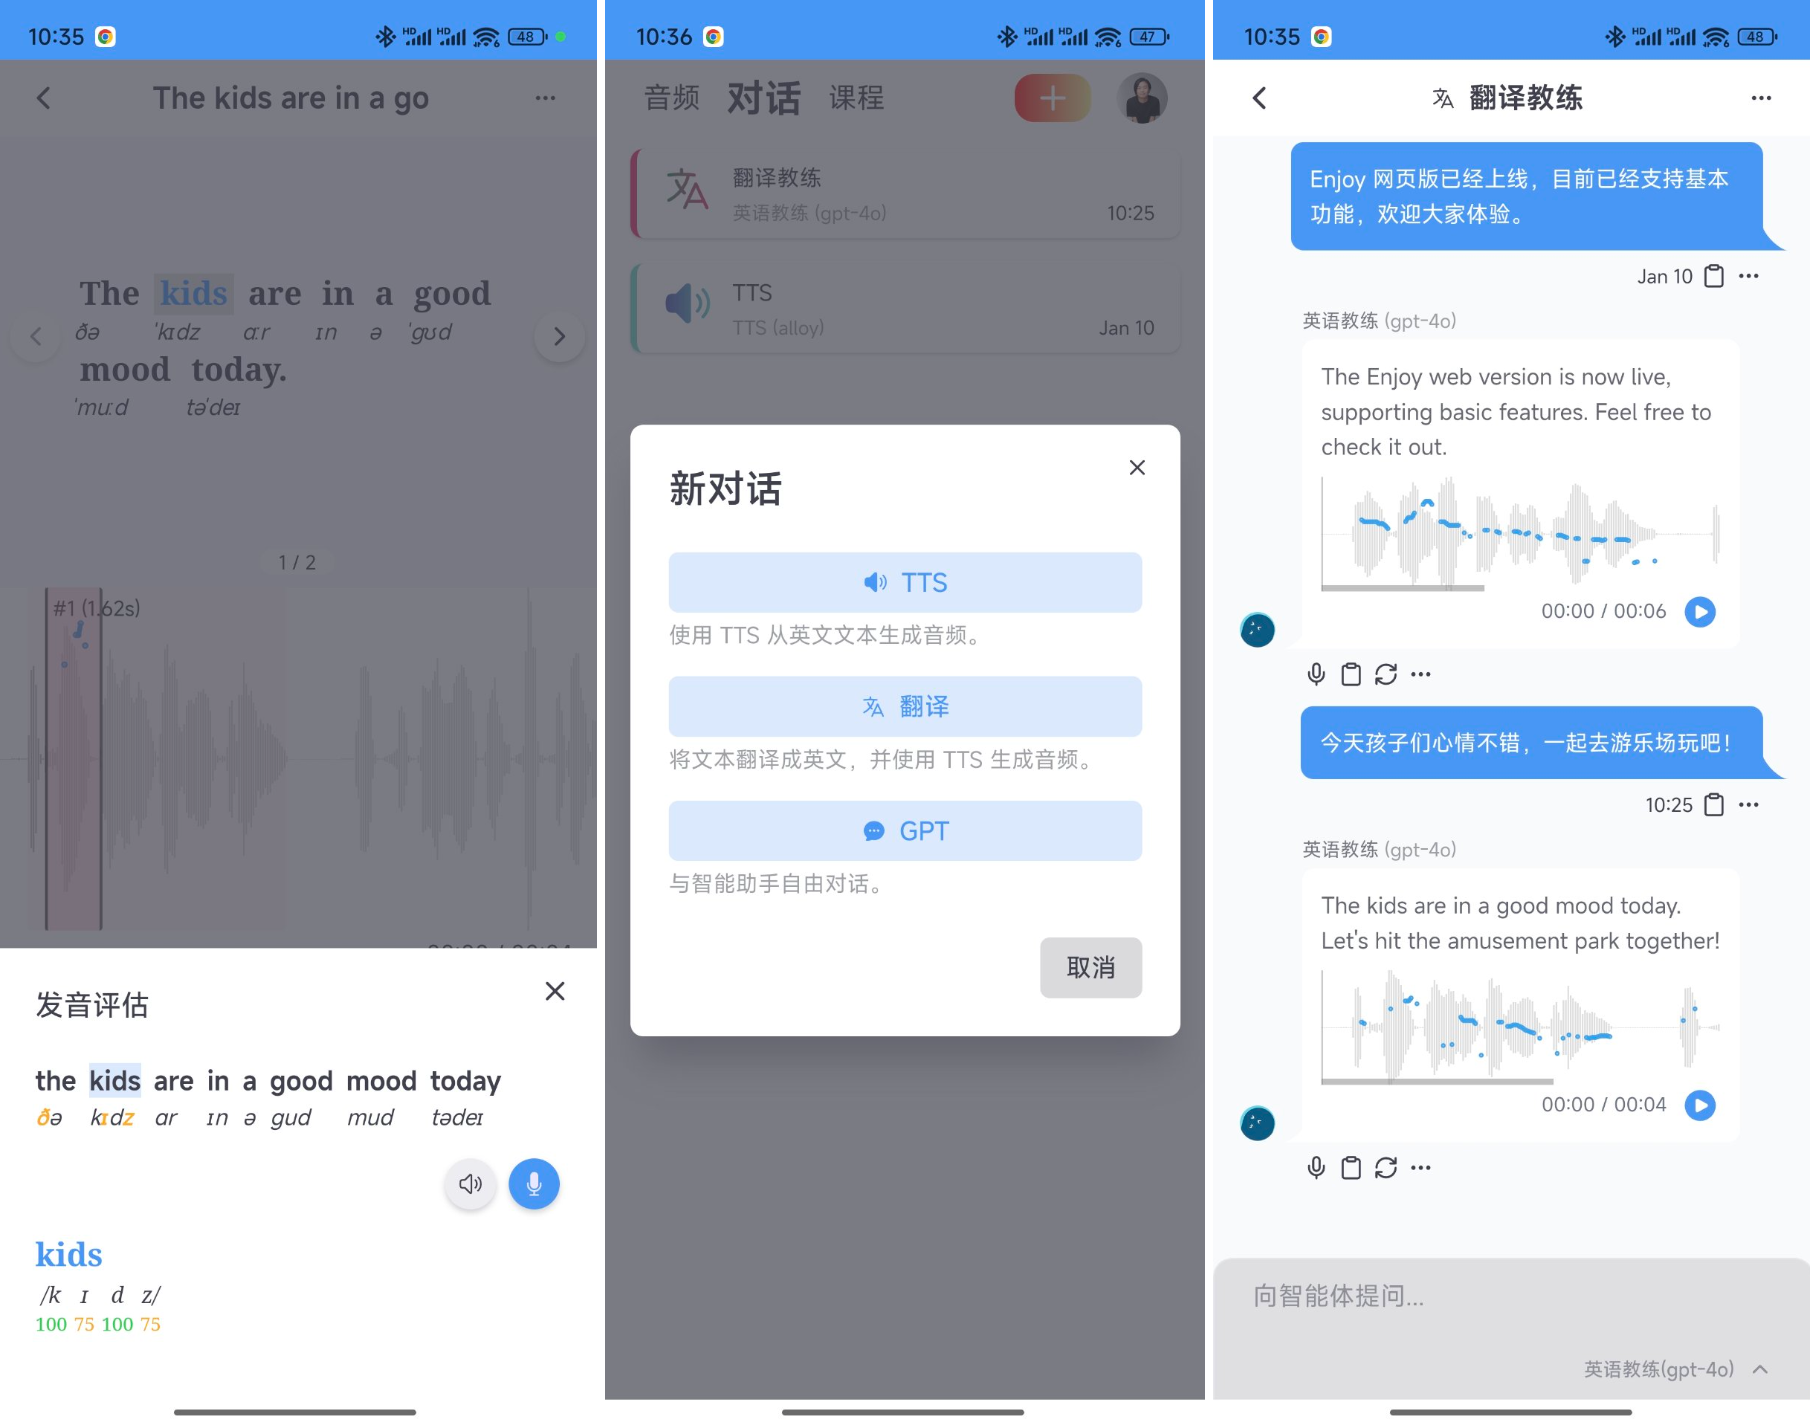 10:35
HD HD 6 48
The kids are in a go
The kids are in a good
ðə ˈkɪdz ɑːr ɪn ə ˈɡʊd
mood today.
ˈmuːd təˈdeɪ
1 / 2
#1 (1.62s)
发音评估
the kids are in a good mood today
ðə kɪdz ɑr ɪn ə ɡud mud tədeɪ
kids
/k ɪ d z/
100 75 100 75
10:36
HD HD 6 47
音频 对话 课程
翻译教练
英语教练 (gpt-4o) 10:25
TTS
TTS (alloy) Jan 10
新对话
TTS
使用 TTS 从英文文本生成音频。
翻译
将文本翻译成英文，并使用 TTS 生成音频。
GPT
与智能助手自由对话。
取消
10:35
HD HD 6 48
翻译教练
Enjoy 网页版已经上线，目前已经支持基本
功能，欢迎大家体验。
Jan 10
英语教练 (gpt-4o)
The Enjoy web version is now live,
supporting basic features. Feel free to
check it out.
00:00 / 00:06
今天孩子们心情不错，一起去游乐场玩吧！
10:25
英语教练 (gpt-4o)
The kids are in a good mood today.
Let's hit the amusement park together!
00:00 / 00:04
向智能体提问...
英语教练(gpt-4o)